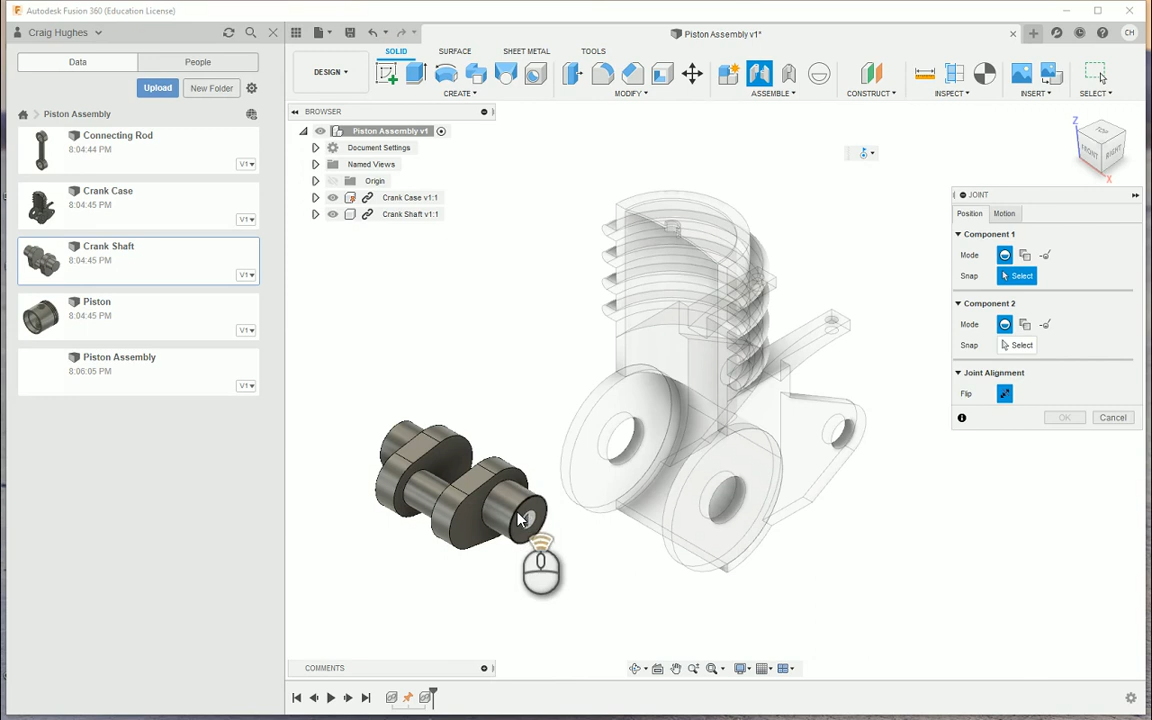 Autodesk Fusion 360 (Education License)
Craig Hughes
Data
People
Upload
New Folder
Piston Assembly
Connecting Rod
8:04:44 PM
V1
Crank Case
8:04:45 PM
V1
Crank Shaft
8:04:45 PM
V1
Piston
8:04:45 PM
V1
Piston Assembly
8:06:05 PM
V1
Piston Assembly v1*
CH
SOLID
SURFACE
SHEET METAL
TOOLS
DESIGN
CREATE
MODIFY
ASSEMBLE
CONSTRUCT
INSPECT
INSERT
SELECT
BROWSER
Piston Assembly v1
Document Settings
Named Views
Origin
Crank Case v1:1
Crank Shaft v1:1
Z
TOP
FRONT
RIGHT
X
JOINT
Position
Motion
Component 1
Mode
Snap
Select
Component 2
Mode
Snap
Select
Joint Alignment
Flip
OK
Cancel
COMMENTS